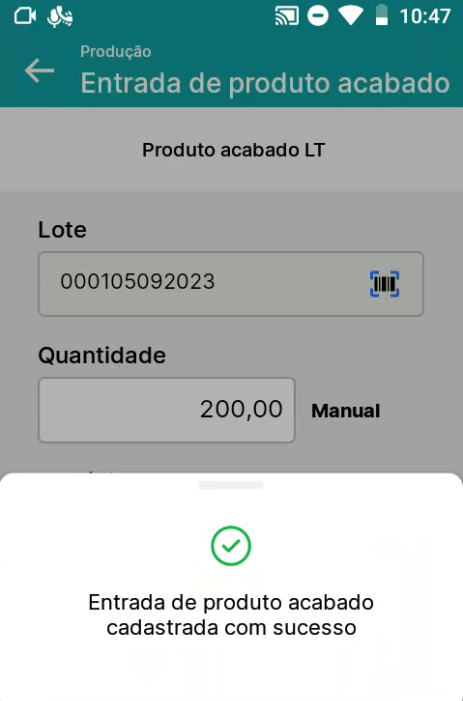 10:47
Produção
Entrada de produto acabado
Produto acabado LT
Lote
000105092023
Quantidade
200,00
Manual
Entrada de produto acabado
cadastrada com sucesso